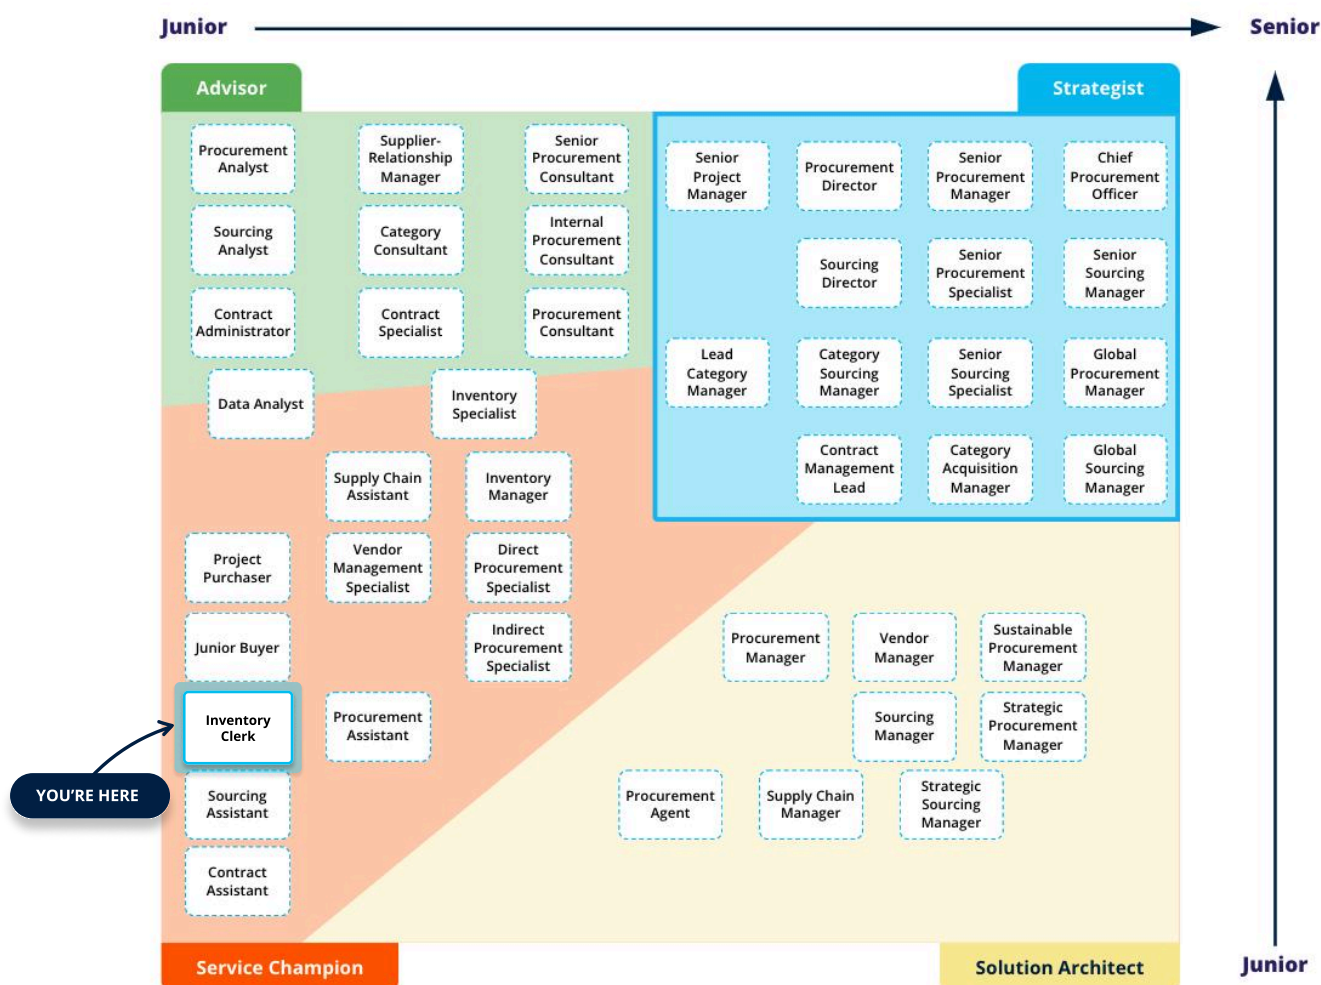 Junior
Senior
Advisor
Strategist
Procurement
Analyst
Supplier-
Relationship
Manager
Senior
Procurement
Consultant
Senior
Project
Manager
Procurement
Director
Senior
Procurement
Manager
Chief
Procurement
Officer
Sourcing
Analyst
Category
Consultant
Internal
Procurement
Consultant
Sourcing
Director
Senior
Procurement
Specialist
Senior
Sourcing
Manager
Contract
Administrator
Contract
Specialist
Procurement
Consultant
Lead
Category
Manager
Category
Sourcing
Manager
Senior
Sourcing
Specialist
Global
Procurement
Manager
Data Analyst
Inventory
Specialist
Contract
Management
Lead
Category
Acquisition
Manager
Global
Sourcing
Manager
Supply Chain
Assistant
Inventory
Manager
Project
Purchaser
Vendor
Management
Specialist
Direct
Procurement
Specialist
Junior Buyer
Indirect
Procurement
Specialist
Procurement
Manager
Vendor
Manager
Sustainable
Procurement
Manager
Inventory
Clerk
Procurement
Assistant
Sourcing
Manager
Strategic
Procurement
Manager
YOU'RE HERE
Sourcing
Assistant
Procurement
Agent
Supply Chain
Manager
Strategic
Sourcing
Manager
Contract
Assistant
Service Champion
Solution Architect
Junior